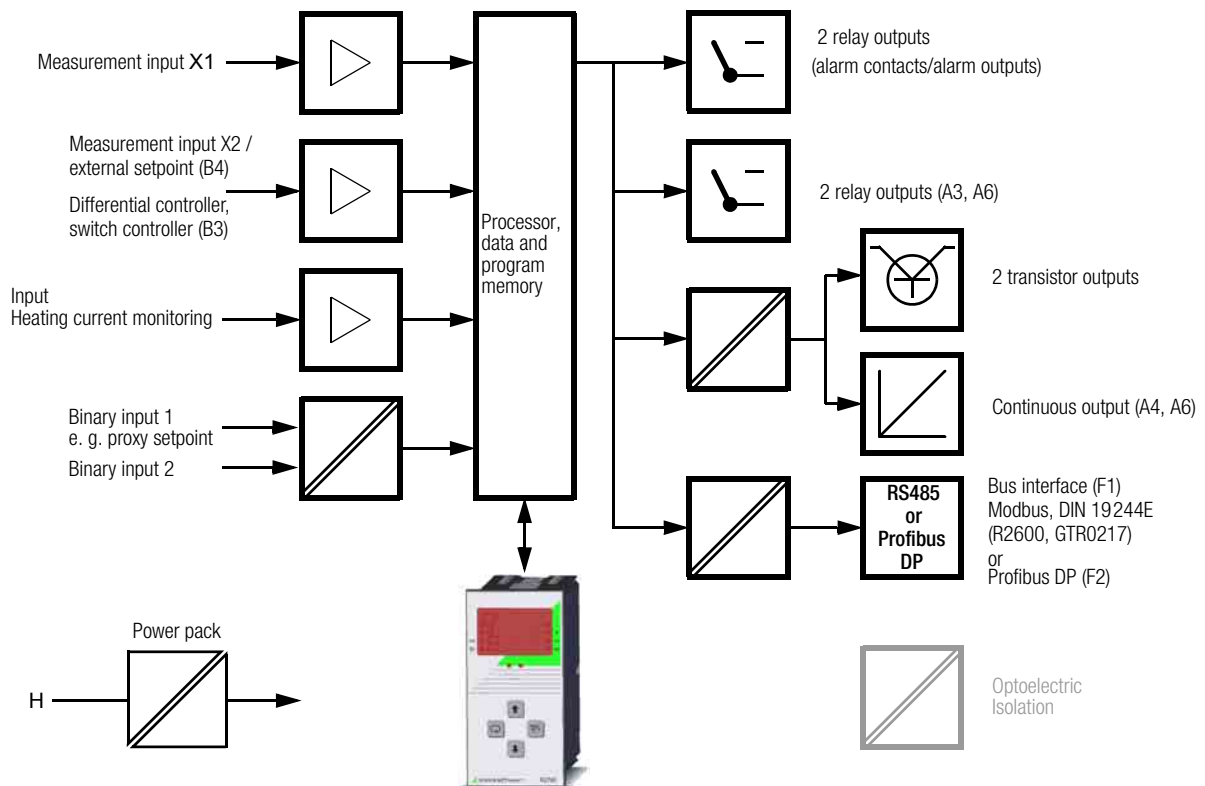 Measurement input X1
Measurement input X2 /
external setpoint (B4)
Differential controller,
switch controller (B3)
Input
Heating current monitoring
Binary input 1
e. g. proxy setpoint
Binary input 2
Processor,
data and
program
memory
2 relay outputs
(alarm contacts/alarm outputs)
2 relay outputs (A3, A6)
2 transistor outputs
Continuous output (A4, A6)
RS485
or
Profibus
DP
Bus interface (F1)
Modbus, DIN 19244E
(R2600, GTR0217)
or
Profibus DP (F2)
Power pack
H
Optoelectric
Isolation